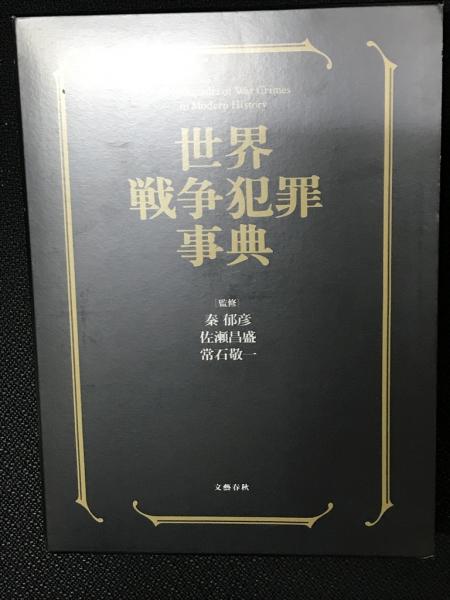 of War Crimes
in Modern History
世界
戦争犯罪
事典
[監修]
秦 郁彦
佐瀬昌盛
常石敬一
文藝春秋